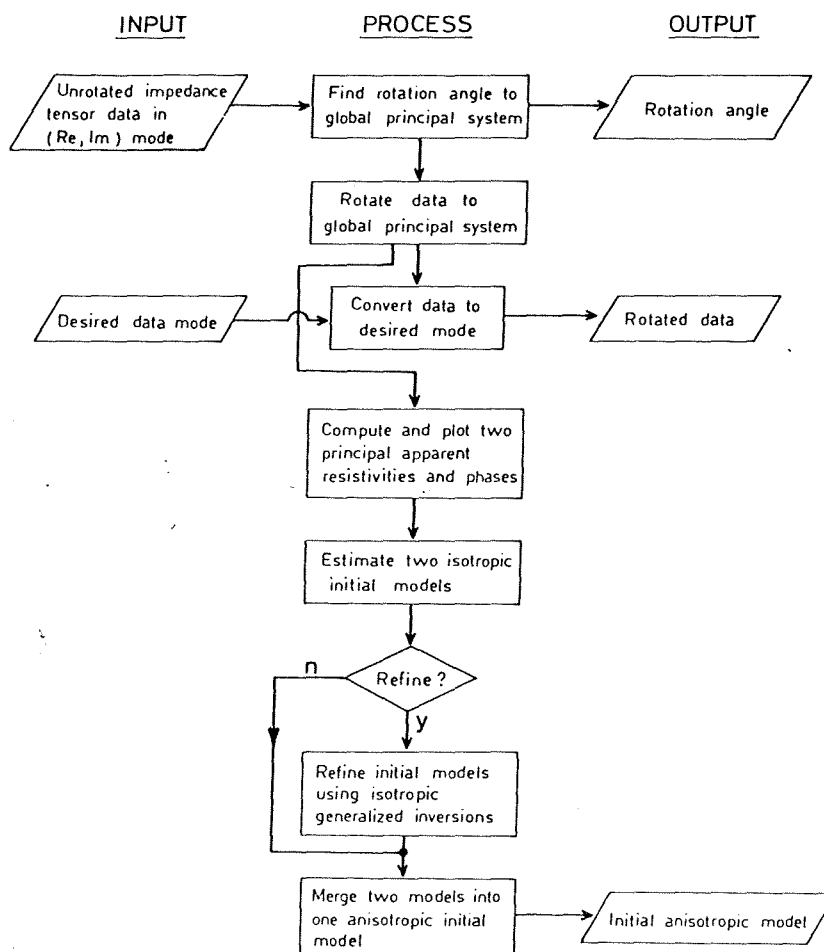 INPUT
PROCESS
OUTPUT
Unrotated impedance
tensor data in
(Re, Im) mode
Find rotation angle to
global principal system
Rotation angle
Rotate data to
global principal system
Desired data mode
Convert data to
desired mode
Rotated data
Compute and plot two
principal apparent
resistivities and phases
Estimate two isotropic
initial models
Refine ?
n
y
Refine initial models
using isotropic
generalized inversions
Merge two models into
one anisotropic initial
model
Initial anisotropic model